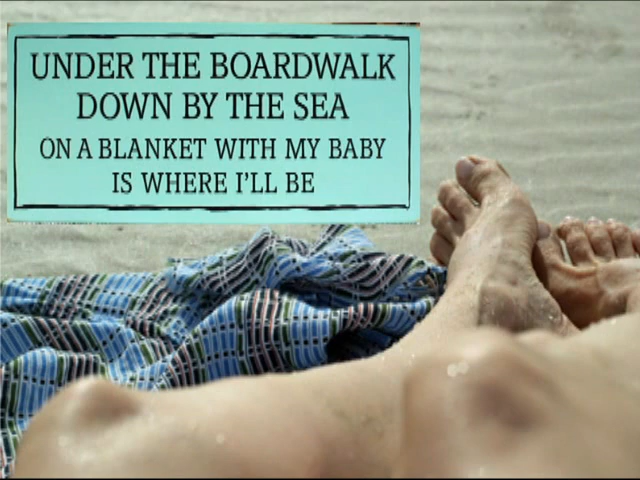 UNDER THE BOARDWALK
DOWN BY THE SEA
ON A BLANKET WITH MY BABY
IS WHERE I'LL BE